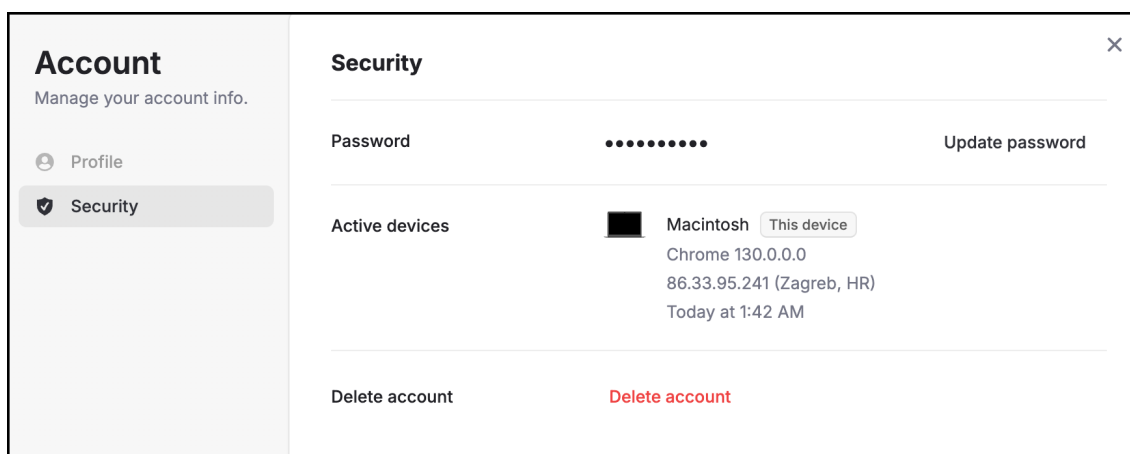 Account
Manage your account info.
Profile
Security
Security
Password
••••••••••
Update password
Active devices
Macintosh
This device
Chrome 130.0.0.0
86.33.95.241 (Zagreb, HR)
Today at 1:42 AM
Delete account
Delete account